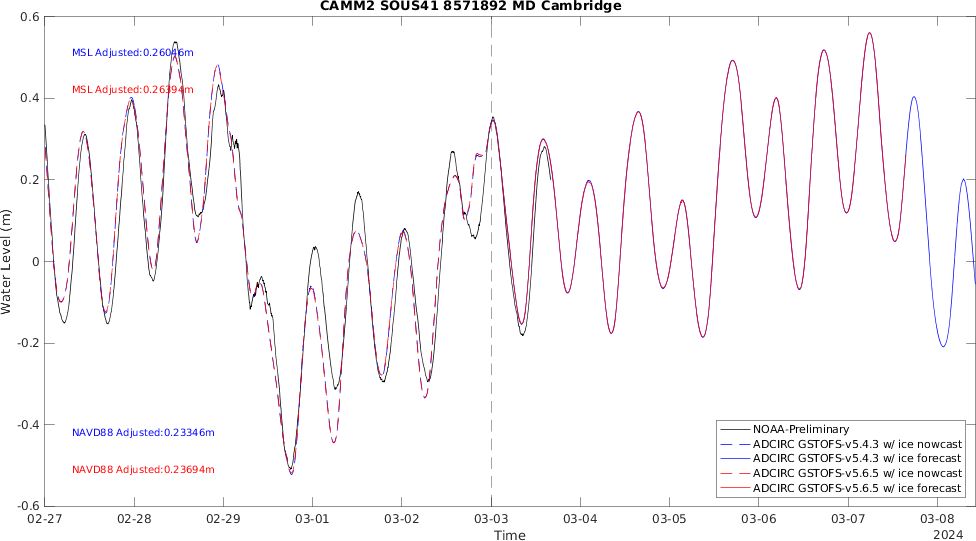 CAMM2 SOUS41 8571892 MD Cambridge
0.6
0.4
0.2
0
-0.2
-0.4
-0.6
Water Level (m)
MSL Adjusted:0.26046m
MSL Adjusted:0.26394m
NAVD88 Adjusted:0.23346m
NAVD88 Adjusted:0.23694m
NOAA-Preliminary
ADCIRC GSTOFS-v5.4.3 w/ ice nowcast
ADCIRC GSTOFS-v5.4.3 w/ ice forecast
ADCIRC GSTOFS-v5.6.5 w/ ice nowcast
ADCIRC GSTOFS-v5.6.5 w/ ice forecast
02-27 02-28 02-29 03-01 03-02 03-03 03-04 03-05 03-06 03-07 03-08
Time
2024